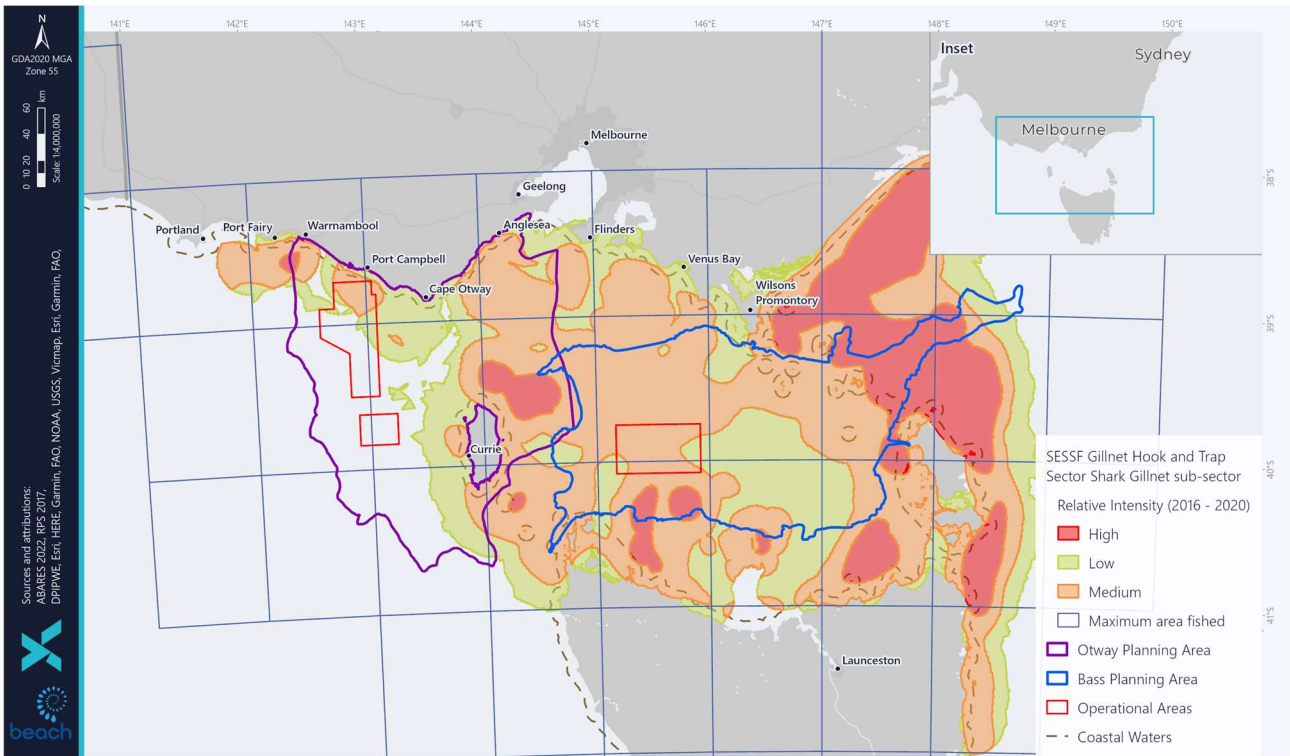 141°E 142°E 143°E 144°E 145°E 146°E 147°E 148°E 149°E 150°E
N
GDA2020 MGA
Zone 55
0 10 20 40 60 km
Scale: 1:4,000,000
Sources and attributions:
ABARES 2022, RPS 2017,
DPIPWE, Esri, HERE, Garmin, FAO, NOAA, USGS, Vicmap, Esri, Garmin, FAO,
beach
Inset
Sydney
Melbourne
Melbourne
Geelong
Portland
Port Fairy
Warrnambool
Anglesea
Flinders
Port Campbell
Venus Bay
Cape Otway
Wilsons
Promontory
Currie
Launceston
38°S
39°S
40°S
41°S
SESSF Gillnet Hook and Trap
Sector Shark Gillnet sub-sector
Relative Intensity (2016 - 2020)
High
Low
Medium
Maximum area fished
Otway Planning Area
Bass Planning Area
Operational Areas
Coastal Waters